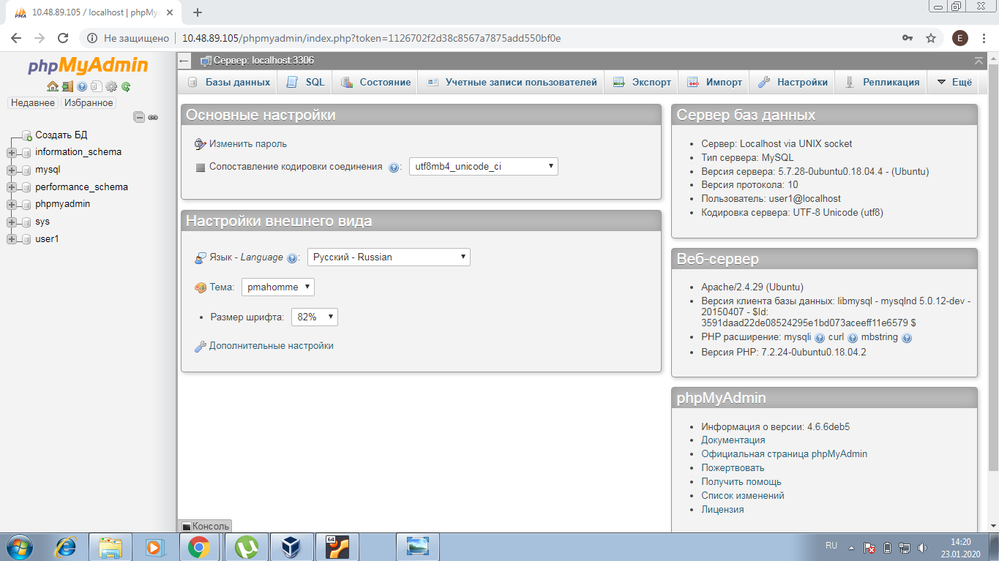 10.48.89.105 / localhost | phpMy
Не защищено
10.48.89.105/phpmyadmin/index.php?token=1126702f2d38c8567a7875add550bf0e
E
phpMyAdmin
Недавнее Избранное
Создать БД
information_schema
mysql
performance_schema
phpmyadmin
sys
user1
Сервер: localhost:3306
Базы данных SQL Состояние Учетные записи пользователей Экспорт Импорт Настройки Репликация Ещё
Основные настройки
Изменить пароль
Сопоставление кодировки соединения : utf8mb4_unicode_ci
Настройки внешнего вида
Язык - Language : Русский - Russian
Тема: pmahomme
Размер шрифта: 82%
Дополнительные настройки
Сервер баз данных
Сервер: Localhost via UNIX socket
Тип сервера: MySQL
Версия сервера: 5.7.28-0ubuntu0.18.04.4 - (Ubuntu)
Версия протокола: 10
Пользователь: user1@localhost
Кодировка сервера: UTF-8 Unicode (utf8)
Веб-сервер
Apache/2.4.29 (Ubuntu)
Версия клиента базы данных: libmysql - mysqlnd 5.0.12-dev -
20150407 - $Id:
3591daad22de08524295e1bd073aceeff11e6579 $
PHP расширение: mysqli curl mbstring
Версия PHP: 7.2.24-0ubuntu0.18.04.2
phpMyAdmin
Информация о версии: 4.6.6deb5
Документация
Официальная страница phpMyAdmin
Пожертвовать
Получить помощь
Список изменений
Лицензия
Консоль
64
RU
14:20
23.01.2020